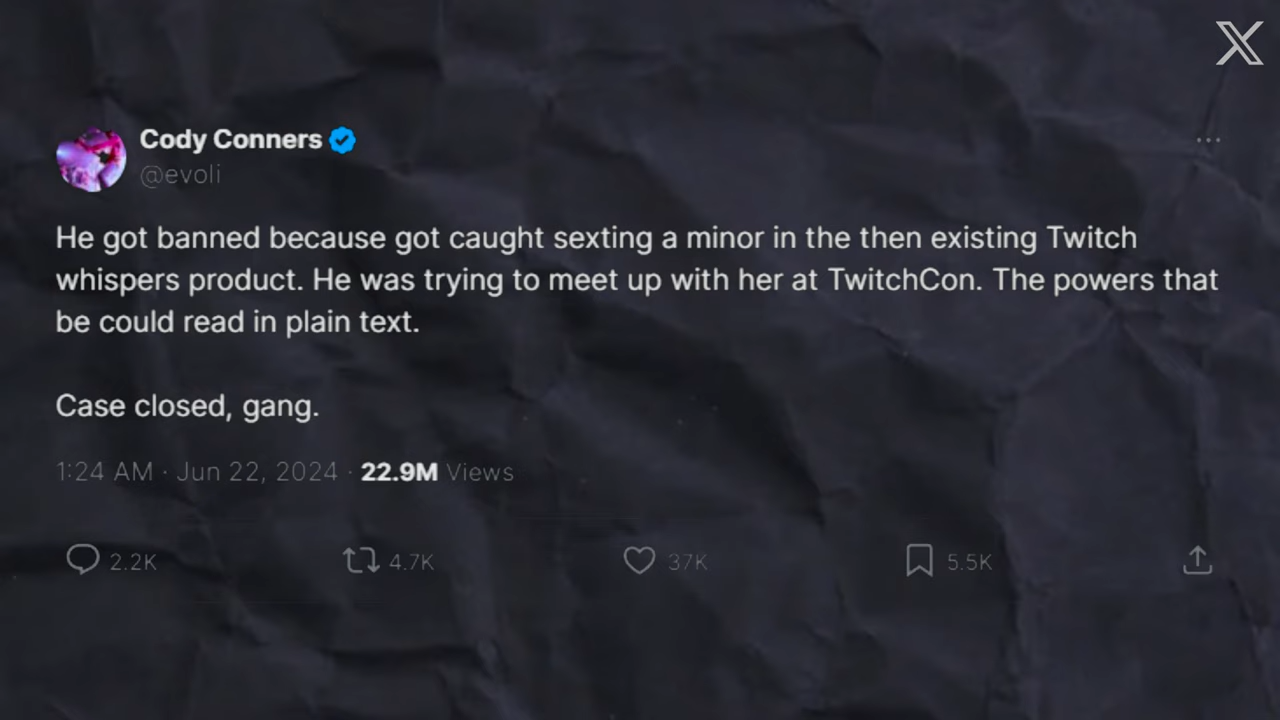 Cody Conners
@evoli
He got banned because got caught sexting a minor in the then existing Twitch
whispers product. He was trying to meet up with her at TwitchCon. The powers that
be could read in plain text.
Case closed, gang.
1:24 AM · Jun 22, 2024 · 22.9M Views
2.2K 4.7K 37K 5.5K